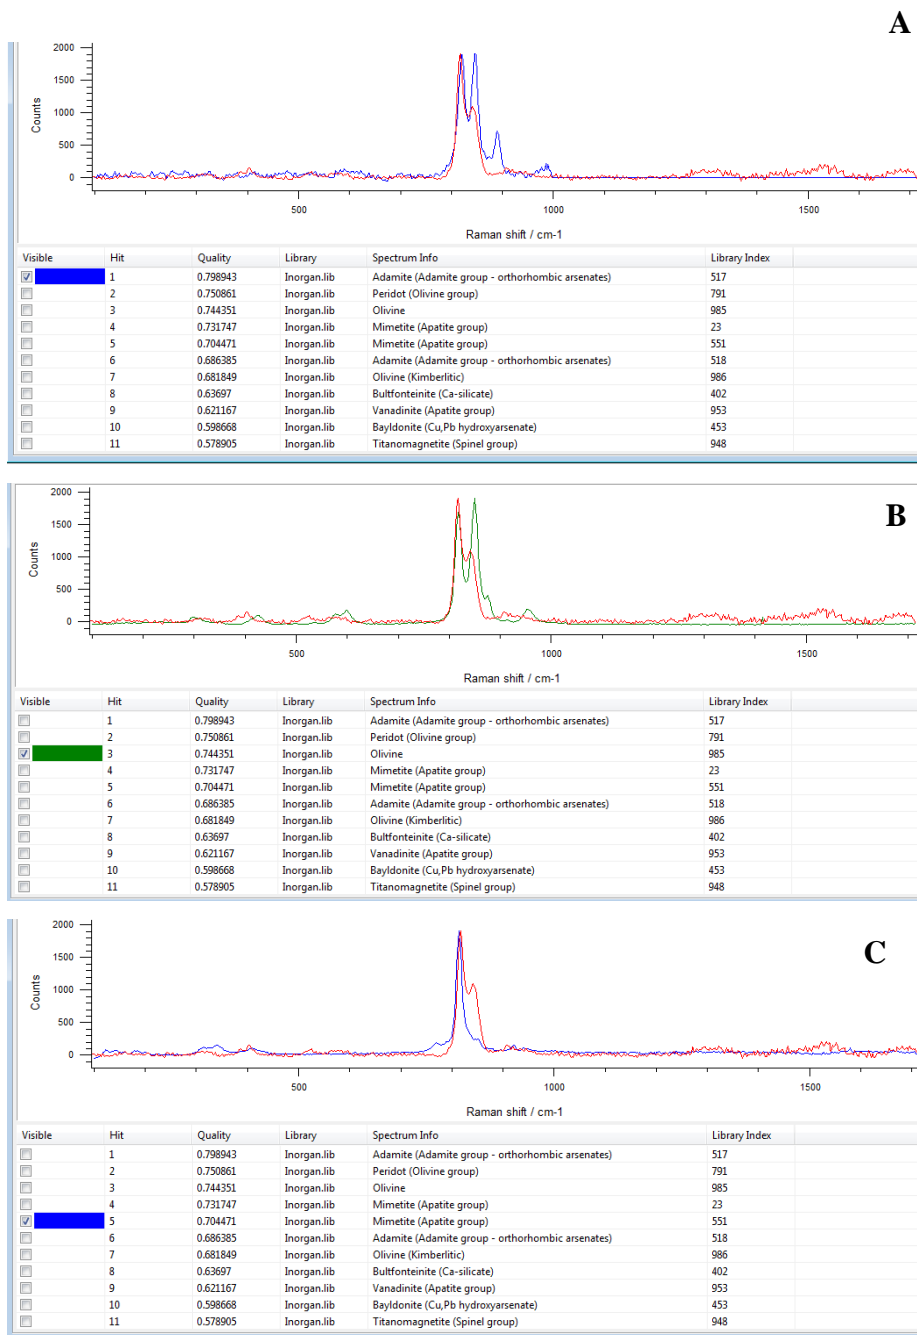 A
2000
1500
1000
500
0
Counts
500 1000 1500
Raman shift / cm-1
Visible Hit Quality Library Spectrum Info Library Index
1 0.798943 Inorgan.lib Adamite (Adamite group - orthorhombic arsenates) 517
2 0.750861 Inorgan.lib Peridot (Olivine group) 791
3 0.744351 Inorgan.lib Olivine 985
4 0.731747 Inorgan.lib Mimetite (Apatite group) 23
5 0.704471 Inorgan.lib Mimetite (Apatite group) 551
6 0.686385 Inorgan.lib Adamite (Adamite group - orthorhombic arsenates) 518
7 0.681849 Inorgan.lib Olivine (Kimberlitic) 986
8 0.63697 Inorgan.lib Bultfonteinite (Ca-silicate) 402
9 0.621167 Inorgan.lib Vanadinite (Apatite group) 953
10 0.598668 Inorgan.lib Bayldonite (Cu,Pb hydroxyarsenate) 453
11 0.578905 Inorgan.lib Titanomagnetite (Spinel group) 948
B
2000
1500
1000
500
0
Counts
500 1000 1500
Raman shift / cm-1
Visible Hit Quality Library Spectrum Info Library Index
1 0.798943 Inorgan.lib Adamite (Adamite group - orthorhombic arsenates) 517
2 0.750861 Inorgan.lib Peridot (Olivine group) 791
3 0.744351 Inorgan.lib Olivine 985
4 0.731747 Inorgan.lib Mimetite (Apatite group) 23
5 0.704471 Inorgan.lib Mimetite (Apatite group) 551
6 0.686385 Inorgan.lib Adamite (Adamite group - orthorhombic arsenates) 518
7 0.681849 Inorgan.lib Olivine (Kimberlitic) 986
8 0.63697 Inorgan.lib Bultfonteinite (Ca-silicate) 402
9 0.621167 Inorgan.lib Vanadinite (Apatite group) 953
10 0.598668 Inorgan.lib Bayldonite (Cu,Pb hydroxyarsenate) 453
11 0.578905 Inorgan.lib Titanomagnetite (Spinel group) 948
C
2000
1500
1000
500
0
Counts
500 1000 1500
Raman shift / cm-1
Visible Hit Quality Library Spectrum Info Library Index
1 0.798943 Inorgan.lib Adamite (Adamite group - orthorhombic arsenates) 517
2 0.750861 Inorgan.lib Peridot (Olivine group) 791
3 0.744351 Inorgan.lib Olivine 985
4 0.731747 Inorgan.lib Mimetite (Apatite group) 23
5 0.704471 Inorgan.lib Mimetite (Apatite group) 551
6 0.686385 Inorgan.lib Adamite (Adamite group - orthorhombic arsenates) 518
7 0.681849 Inorgan.lib Olivine (Kimberlitic) 986
8 0.63697 Inorgan.lib Bultfonteinite (Ca-silicate) 402
9 0.621167 Inorgan.lib Vanadinite (Apatite group) 953
10 0.598668 Inorgan.lib Bayldonite (Cu,Pb hydroxyarsenate) 453
11 0.578905 Inorgan.lib Titanomagnetite (Spinel group) 948